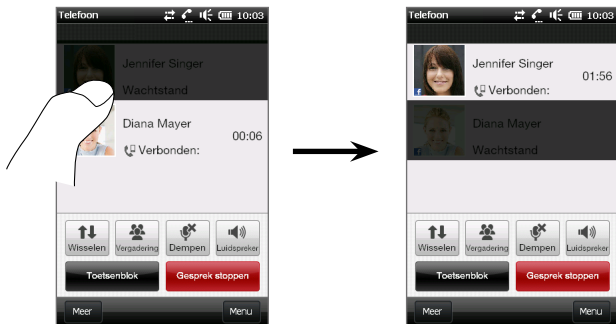 Telefoon 10:03
Jennifer Singer
Wachtstand
Diana Mayer
00:06
Verbonden:
Wisselen Vergadering Dempen Luidspreker
Toetsenblok Gesprek stoppen
Meer Menu
Telefoon 10:03
Jennifer Singer
01:56
Verbonden:
Diana Mayer
Wachtstand
Wisselen Vergadering Dempen Luidspreker
Toetsenblok Gesprek stoppen
Meer Menu